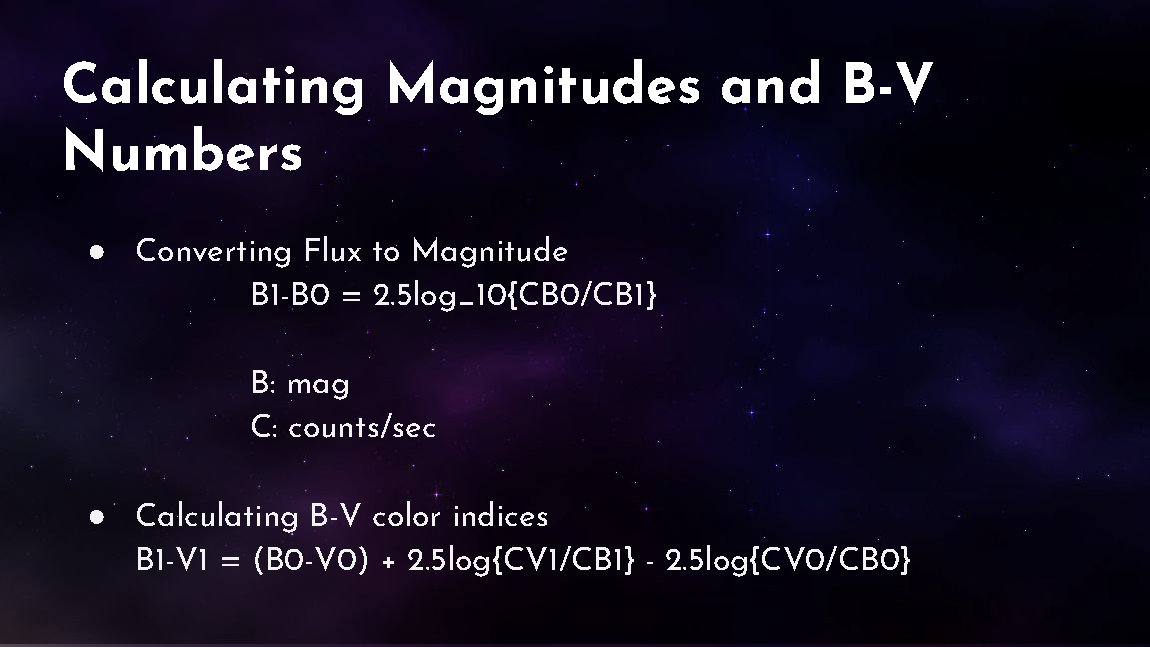 Calculating Magnitudes and B-V
Numbers
● Converting Flux to Magnitude
B1-B0 = 2.5log_10{CB0/CB1}
B: mag
C: counts/sec
● Calculating B-V color indices
B1-V1 = (B0-V0) + 2.5log{CV1/CB1} - 2.5log{CV0/CB0}